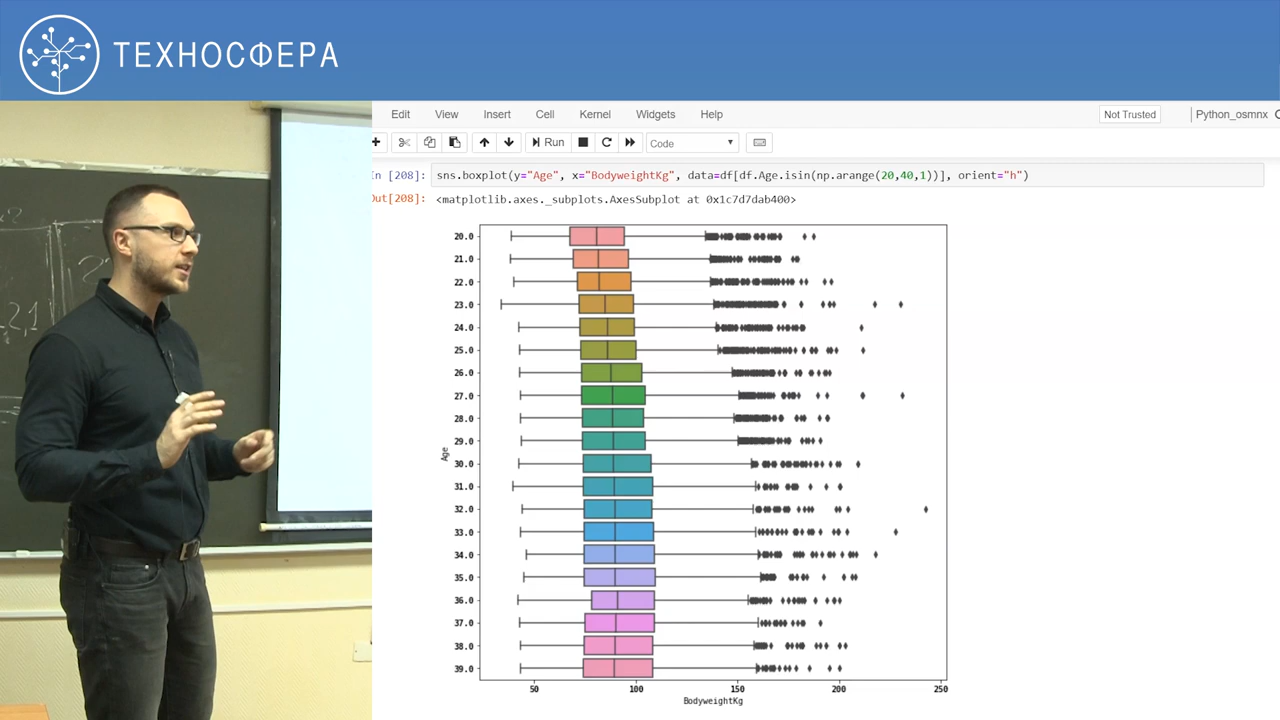 ТЕХНОСФЕРА
Edit View Insert Cell Kernel Widgets Help
Not Trusted
Python_osmnx
Run
Code
In [208]: sns.boxplot(y="Age", x="BodyweightKg", data=df[df.Age.isin(np.arange(20,40,1))], orient="h")
Out[208]: <matplotlib.axes._subplots.AxesSubplot at 0x1c7d7dab400>
20.0
21.0
22.0
23.0
24.0
25.0
26.0
27.0
28.0
29.0
Age
30.0
31.0
32.0
33.0
34.0
35.0
36.0
37.0
38.0
39.0
50 100 150 200 250
BodyweightKg